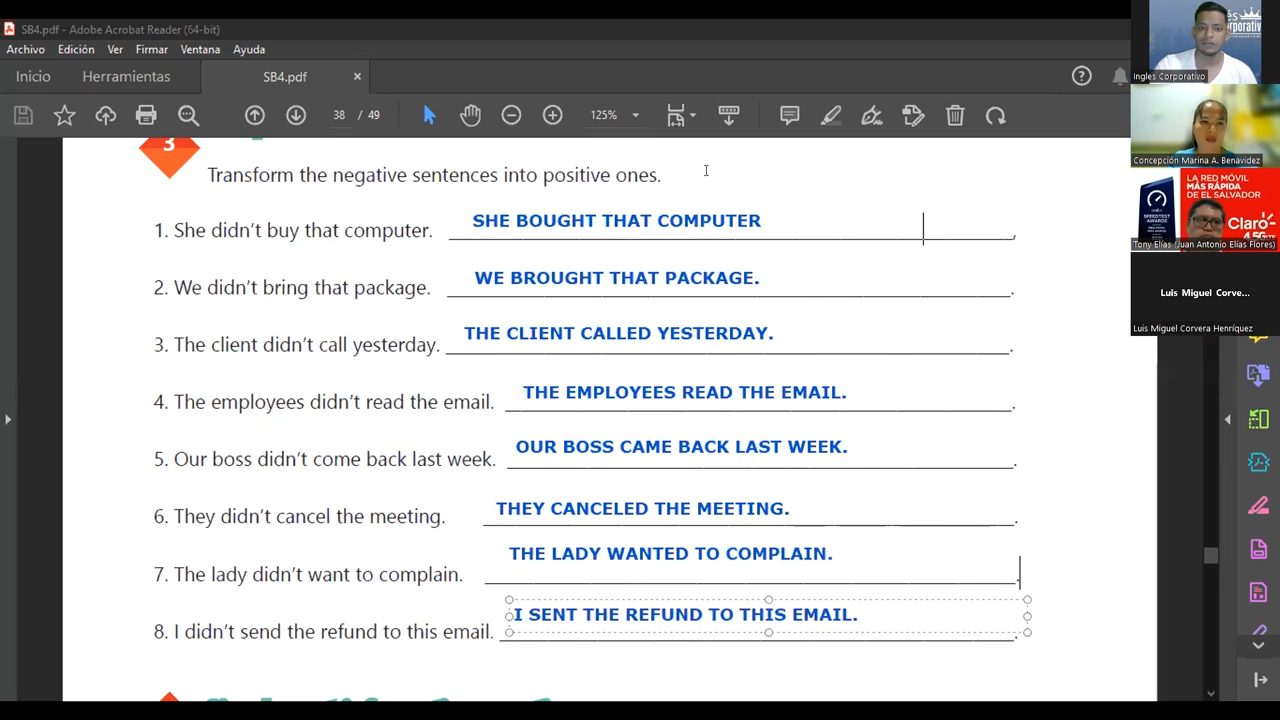 SB4.pdf - Adobe Acrobat Reader (64-bit)
Archivo Edición Ver Firmar Ventana Ayuda
Inicio Herramientas SB4.pdf ×
38 / 49 125%
3
Transform the negative sentences into positive ones.
1. She didn't buy that computer. SHE BOUGHT THAT COMPUTER
2. We didn't bring that package. WE BROUGHT THAT PACKAGE.
3. The client didn't call yesterday. THE CLIENT CALLED YESTERDAY.
4. The employees didn't read the email. THE EMPLOYEES READ THE EMAIL.
5. Our boss didn't come back last week. OUR BOSS CAME BACK LAST WEEK.
6. They didn't cancel the meeting. THEY CANCELED THE MEETING.
7. The lady didn't want to complain. THE LADY WANTED TO COMPLAIN.
8. I didn't send the refund to this email. I SENT THE REFUND TO THIS EMAIL.
Ingles Corporativo
Concepción Marina A. Benavidez
LA RED MÓVIL
MÁS RÁPIDA
DE EL SALVADOR
SPEEDTEST
AWARDS
Claro
4.5G
Tony Elías (Juan Antonio Elías Flores)
Luis Miguel Corve...
Luis Miguel Corvera Henríquez